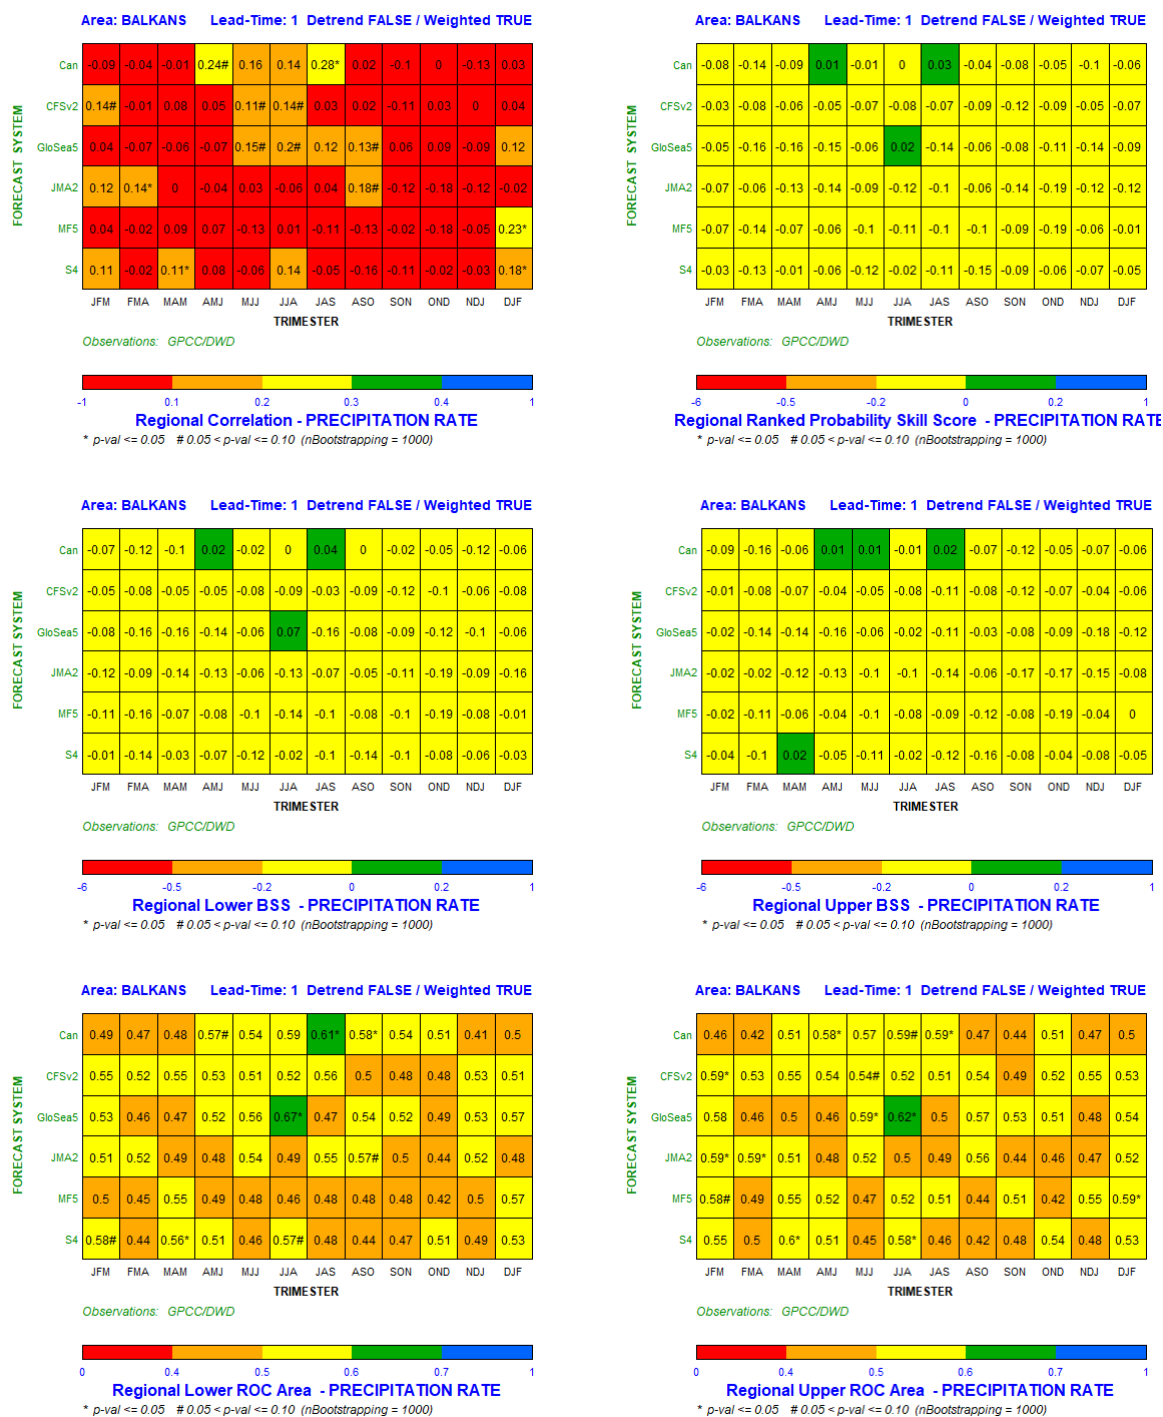 Area: BALKANS Lead-Time: 1 Detrend FALSE / Weighted TRUE
FORECAST SYSTEM
Can -0.09 -0.04 -0.01 0.24# 0.16 0.14 0.28* 0.02 -0.1 0 -0.13 0.03
CFSv2 0.14# -0.01 0.08 0.05 0.11# 0.14# 0.03 0.02 -0.11 0.03 0 0.04
GloSea5 0.04 -0.07 -0.06 -0.07 0.15# 0.2# 0.12 0.13# 0.06 0.09 -0.09 0.12
JMA2 0.12 0.14* 0 -0.04 0.03 -0.06 0.04 0.18# -0.12 -0.18 -0.12 -0.02
MF5 0.04 -0.02 0.09 0.07 -0.13 0.01 -0.11 -0.13 -0.02 -0.18 -0.05 0.23*
S4 0.11 -0.02 0.11* 0.08 -0.06 0.14 -0.05 -0.16 -0.11 -0.02 -0.03 0.18*
JFM FMA MAM AMJ MJJ JJA JAS ASO SON OND NDJ DJF
TRIMESTER
Observations: GPCC/DWD
-1 0.1 0.2 0.3 0.4 1
Regional Correlation - PRECIPITATION RATE
* p-val <= 0.05 # 0.05 < p-val <= 0.10 (nBootstrapping = 1000)
Area: BALKANS Lead-Time: 1 Detrend FALSE / Weighted TRUE
FORECAST SYSTEM
Can -0.08 -0.14 -0.09 0.01 -0.01 0 0.03 -0.04 -0.08 -0.05 -0.1 -0.06
CFSv2 -0.03 -0.08 -0.06 -0.05 -0.07 -0.08 -0.07 -0.09 -0.12 -0.09 -0.05 -0.07
GloSea5 -0.05 -0.16 -0.16 -0.15 -0.06 0.02 -0.14 -0.06 -0.08 -0.11 -0.14 -0.09
JMA2 -0.07 -0.06 -0.13 -0.14 -0.09 -0.12 -0.1 -0.06 -0.14 -0.19 -0.12 -0.12
MF5 -0.07 -0.14 -0.07 -0.06 -0.1 -0.11 -0.1 -0.1 -0.09 -0.19 -0.06 -0.01
S4 -0.03 -0.13 -0.01 -0.06 -0.12 -0.02 -0.11 -0.15 -0.09 -0.06 -0.07 -0.05
JFM FMA MAM AMJ MJJ JJA JAS ASO SON OND NDJ DJF
TRIMESTER
Observations: GPCC/DWD
-6 -0.5 -0.2 0 0.2 1
Regional Ranked Probability Skill Score - PRECIPITATION RATE
* p-val <= 0.05 # 0.05 < p-val <= 0.10 (nBootstrapping = 1000)
Area: BALKANS Lead-Time: 1 Detrend FALSE / Weighted TRUE
FORECAST SYSTEM
Can -0.07 -0.12 -0.1 0.02 -0.02 0 0.04 0 -0.02 -0.05 -0.12 -0.06
CFSv2 -0.05 -0.08 -0.05 -0.05 -0.08 -0.09 -0.03 -0.09 -0.12 -0.1 -0.06 -0.08
GloSea5 -0.08 -0.16 -0.16 -0.14 -0.06 0.07 -0.16 -0.08 -0.09 -0.12 -0.1 -0.06
JMA2 -0.12 -0.09 -0.14 -0.13 -0.06 -0.13 -0.07 -0.05 -0.11 -0.19 -0.09 -0.16
MF5 -0.11 -0.16 -0.07 -0.08 -0.1 -0.14 -0.1 -0.08 -0.1 -0.19 -0.08 -0.01
S4 -0.01 -0.14 -0.03 -0.07 -0.12 -0.02 -0.1 -0.14 -0.1 -0.08 -0.06 -0.03
JFM FMA MAM AMJ MJJ JJA JAS ASO SON OND NDJ DJF
TRIMESTER
Observations: GPCC/DWD
-6 -0.5 -0.2 0 0.2 1
Regional Lower BSS - PRECIPITATION RATE
* p-val <= 0.05 # 0.05 < p-val <= 0.10 (nBootstrapping = 1000)
Area: BALKANS Lead-Time: 1 Detrend FALSE / Weighted TRUE
FORECAST SYSTEM
Can -0.09 -0.16 -0.06 0.01 0.01 -0.01 0.02 -0.07 -0.12 -0.05 -0.07 -0.06
CFSv2 -0.01 -0.08 -0.07 -0.04 -0.05 -0.08 -0.11 -0.08 -0.12 -0.07 -0.04 -0.06
GloSea5 -0.02 -0.14 -0.14 -0.16 -0.06 -0.02 -0.11 -0.03 -0.08 -0.09 -0.18 -0.12
JMA2 -0.02 -0.02 -0.12 -0.13 -0.1 -0.1 -0.14 -0.06 -0.17 -0.17 -0.15 -0.08
MF5 -0.02 -0.11 -0.06 -0.04 -0.1 -0.08 -0.09 -0.12 -0.08 -0.19 -0.04 0
S4 -0.04 -0.1 0.02 -0.05 -0.11 -0.02 -0.12 -0.16 -0.08 -0.04 -0.08 -0.05
JFM FMA MAM AMJ MJJ JJA JAS ASO SON OND NDJ DJF
TRIMESTER
Observations: GPCC/DWD
-6 -0.5 -0.2 0 0.2 1
Regional Upper BSS - PRECIPITATION RATE
* p-val <= 0.05 # 0.05 < p-val <= 0.10 (nBootstrapping = 1000)
Area: BALKANS Lead-Time: 1 Detrend FALSE / Weighted TRUE
FORECAST SYSTEM
Can 0.49 0.47 0.48 0.57# 0.54 0.59 0.61* 0.58* 0.54 0.51 0.41 0.5
CFSv2 0.55 0.52 0.55 0.53 0.51 0.52 0.56 0.5 0.48 0.48 0.53 0.51
GloSea5 0.53 0.46 0.47 0.52 0.56 0.67* 0.47 0.54 0.52 0.49 0.53 0.57
JMA2 0.51 0.52 0.49 0.48 0.54 0.49 0.55 0.57# 0.5 0.44 0.52 0.48
MF5 0.5 0.45 0.55 0.49 0.48 0.46 0.48 0.48 0.48 0.42 0.5 0.57
S4 0.58# 0.44 0.56* 0.51 0.46 0.57# 0.48 0.44 0.47 0.51 0.49 0.53
JFM FMA MAM AMJ MJJ JJA JAS ASO SON OND NDJ DJF
TRIMESTER
Observations: GPCC/DWD
0 0.4 0.5 0.6 0.7 1
Regional Lower ROC Area - PRECIPITATION RATE
* p-val <= 0.05 # 0.05 < p-val <= 0.10 (nBootstrapping = 1000)
Area: BALKANS Lead-Time: 1 Detrend FALSE / Weighted TRUE
FORECAST SYSTEM
Can 0.46 0.42 0.51 0.58* 0.57 0.59# 0.59* 0.47 0.44 0.51 0.47 0.5
CFSv2 0.59* 0.53 0.55 0.54 0.54# 0.52 0.51 0.54 0.49 0.52 0.55 0.53
GloSea5 0.58 0.46 0.5 0.46 0.59* 0.62* 0.5 0.57 0.53 0.51 0.48 0.54
JMA2 0.59* 0.59* 0.51 0.48 0.52 0.5 0.49 0.56 0.44 0.46 0.47 0.52
MF5 0.58# 0.49 0.55 0.52 0.47 0.52 0.51 0.44 0.51 0.42 0.55 0.59*
S4 0.55 0.5 0.6* 0.51 0.45 0.58* 0.46 0.42 0.48 0.54 0.48 0.53
JFM FMA MAM AMJ MJJ JJA JAS ASO SON OND NDJ DJF
TRIMESTER
Observations: GPCC/DWD
0 0.4 0.5 0.6 0.7 1
Regional Upper ROC Area - PRECIPITATION RATE
* p-val <= 0.05 # 0.05 < p-val <= 0.10 (nBootstrapping = 1000)